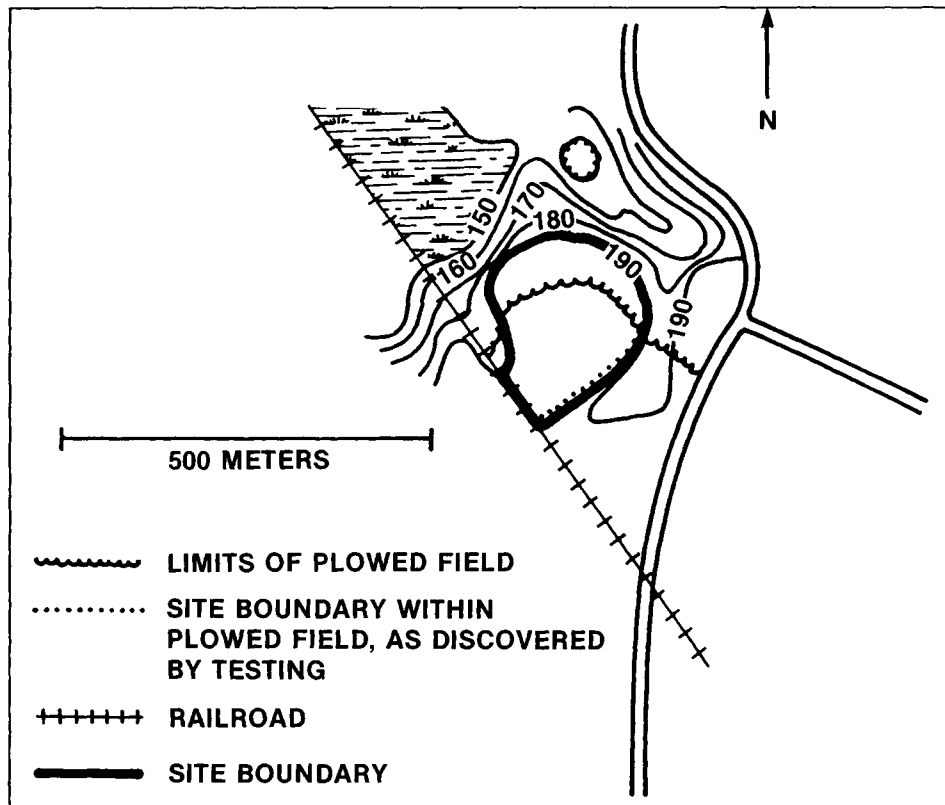 N
150
170
180
160
190
190
500 METERS
LIMITS OF PLOWED FIELD
SITE BOUNDARY WITHIN
PLOWED FIELD, AS DISCOVERED
BY TESTING
RAILROAD
SITE BOUNDARY